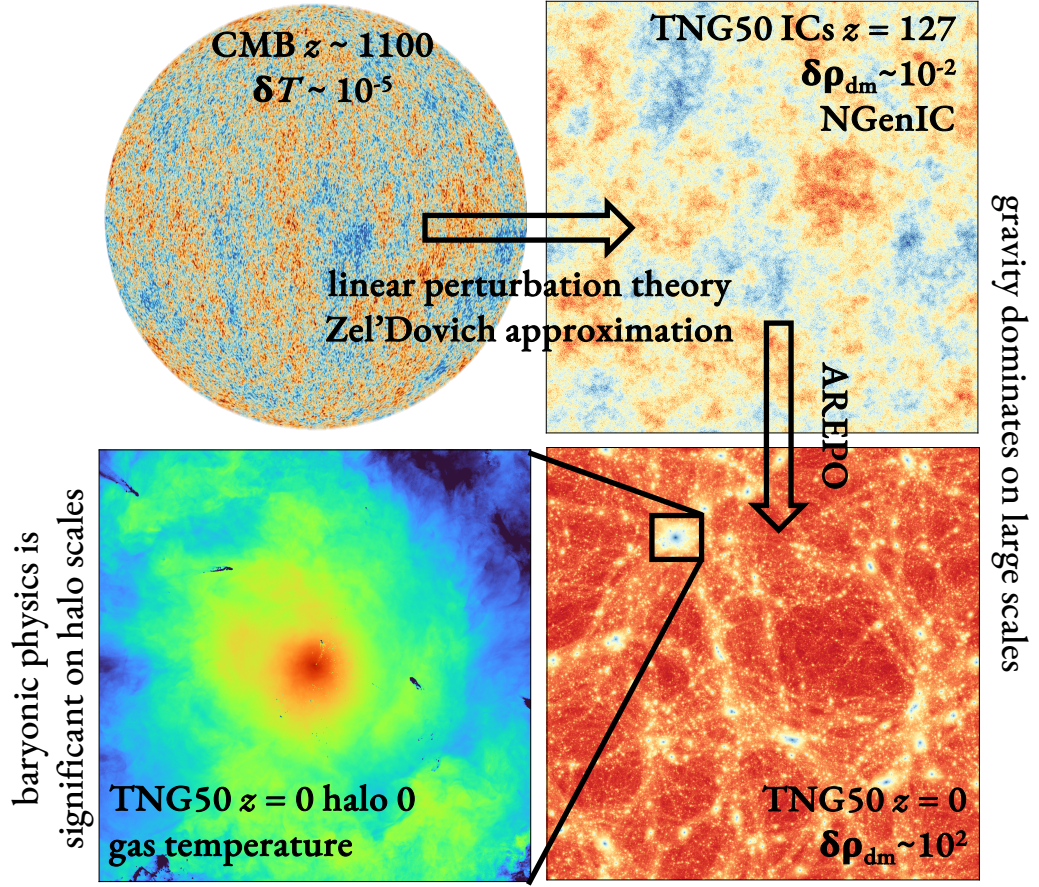 CMB z ~ 1100
δT ~ 10⁻⁵
TNG50 ICs z = 127
δρdm~10⁻²
NGenIC
linear perturbation theory
Zel’Dovich approximation
AREPO
gravity dominates on large scales
baryonic physics is
significant on halo scales
TNG50 z = 0 halo 0
gas temperature
TNG50 z = 0
δρdm~10²